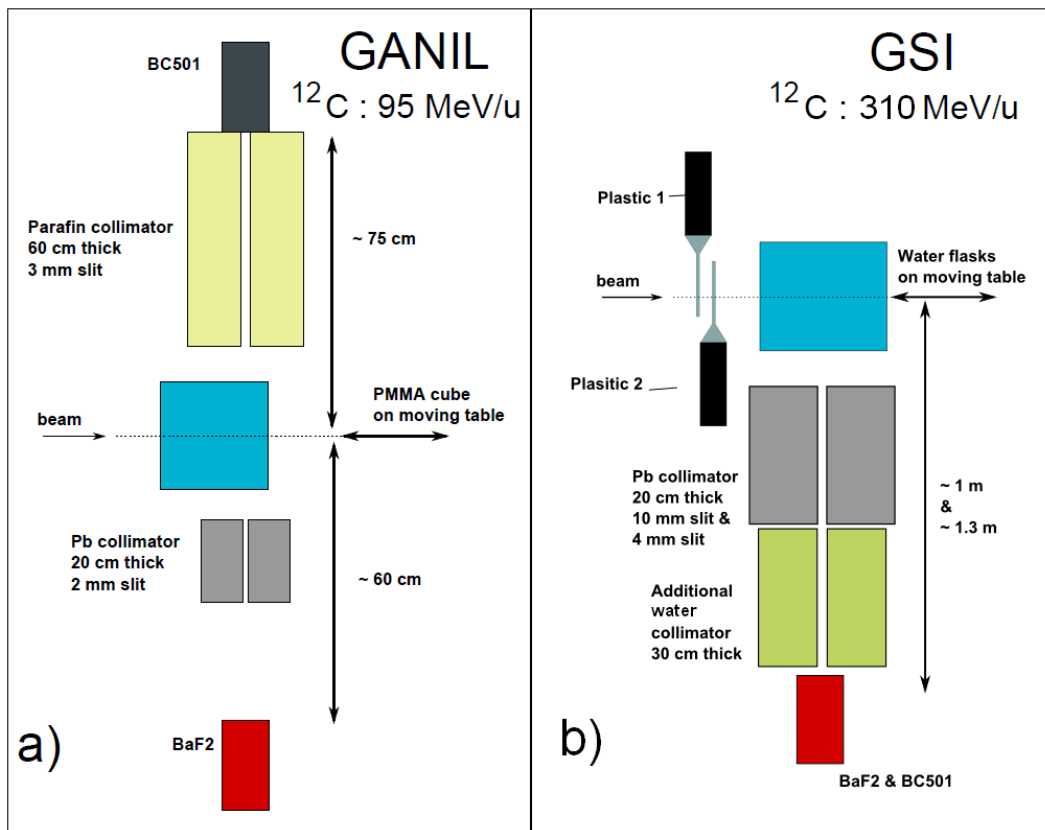 GANIL
¹²C : 95 MeV/u
BC501
Parafin collimator
60 cm thick
3 mm slit
~ 75 cm
beam
PMMA cube
on moving table
Pb collimator
20 cm thick
2 mm slit
~ 60 cm
BaF2
a)
GSI
¹²C : 310 MeV/u
Plastic 1
beam
Water flasks
on moving table
Plasitic 2
Pb collimator
20 cm thick
10 mm slit &
4 mm slit
~ 1 m
&
~ 1.3 m
Additional
water
collimator
30 cm thick
BaF2 & BC501
b)